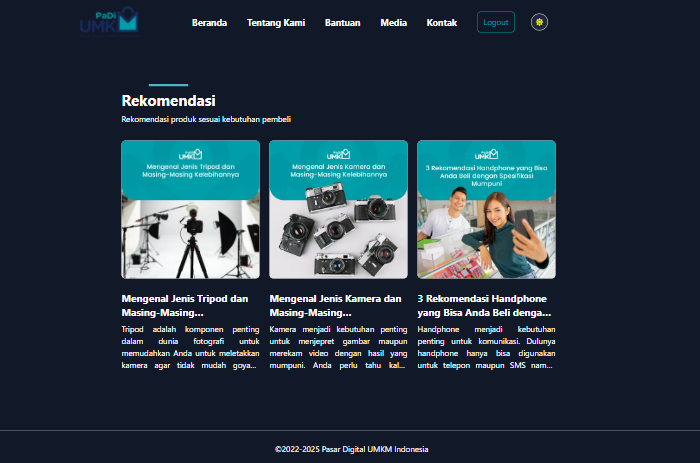 PaDi
UMKM
Beranda
Tentang Kami
Bantuan
Media
Kontak
Logout
Rekomendasi
Rekomendasi produk sesuai kebutuhan pembeli
PaDi
UMKM
Mengenal Jenis Tripod dan
Masing-Masing Kelebihannya
PaDi
UMKM
Mengenal Jenis Kamera dan
Masing-Masing Kelebihannya
PaDi
UMKM
3 Rekomendasi Handphone yang Bisa
Anda Beli dengan Spesifikasi
Mumpuni
Mengenal Jenis Tripod dan
Masing-Masing...
Tripod adalah komponen penting
dalam dunia fotografi untuk
memudahkan Anda untuk meletakkan
kamera agar tidak mudah goya...
Mengenal Jenis Kamera dan
Masing-Masing...
Kamera menjadi kebutuhan penting
untuk menjepret gambar maupun
merekam video dengan hasil yang
mumpuni. Anda perlu tahu kal...
3 Rekomendasi Handphone
yang Bisa Anda Beli denga...
Handphone menjadi kebutuhan
penting untuk komunikasi. Dulunya
handphone hanya bisa digunakan
untuk telepon maupun SMS nam...
©2022-2025 Pasar Digital UMKM Indonesia